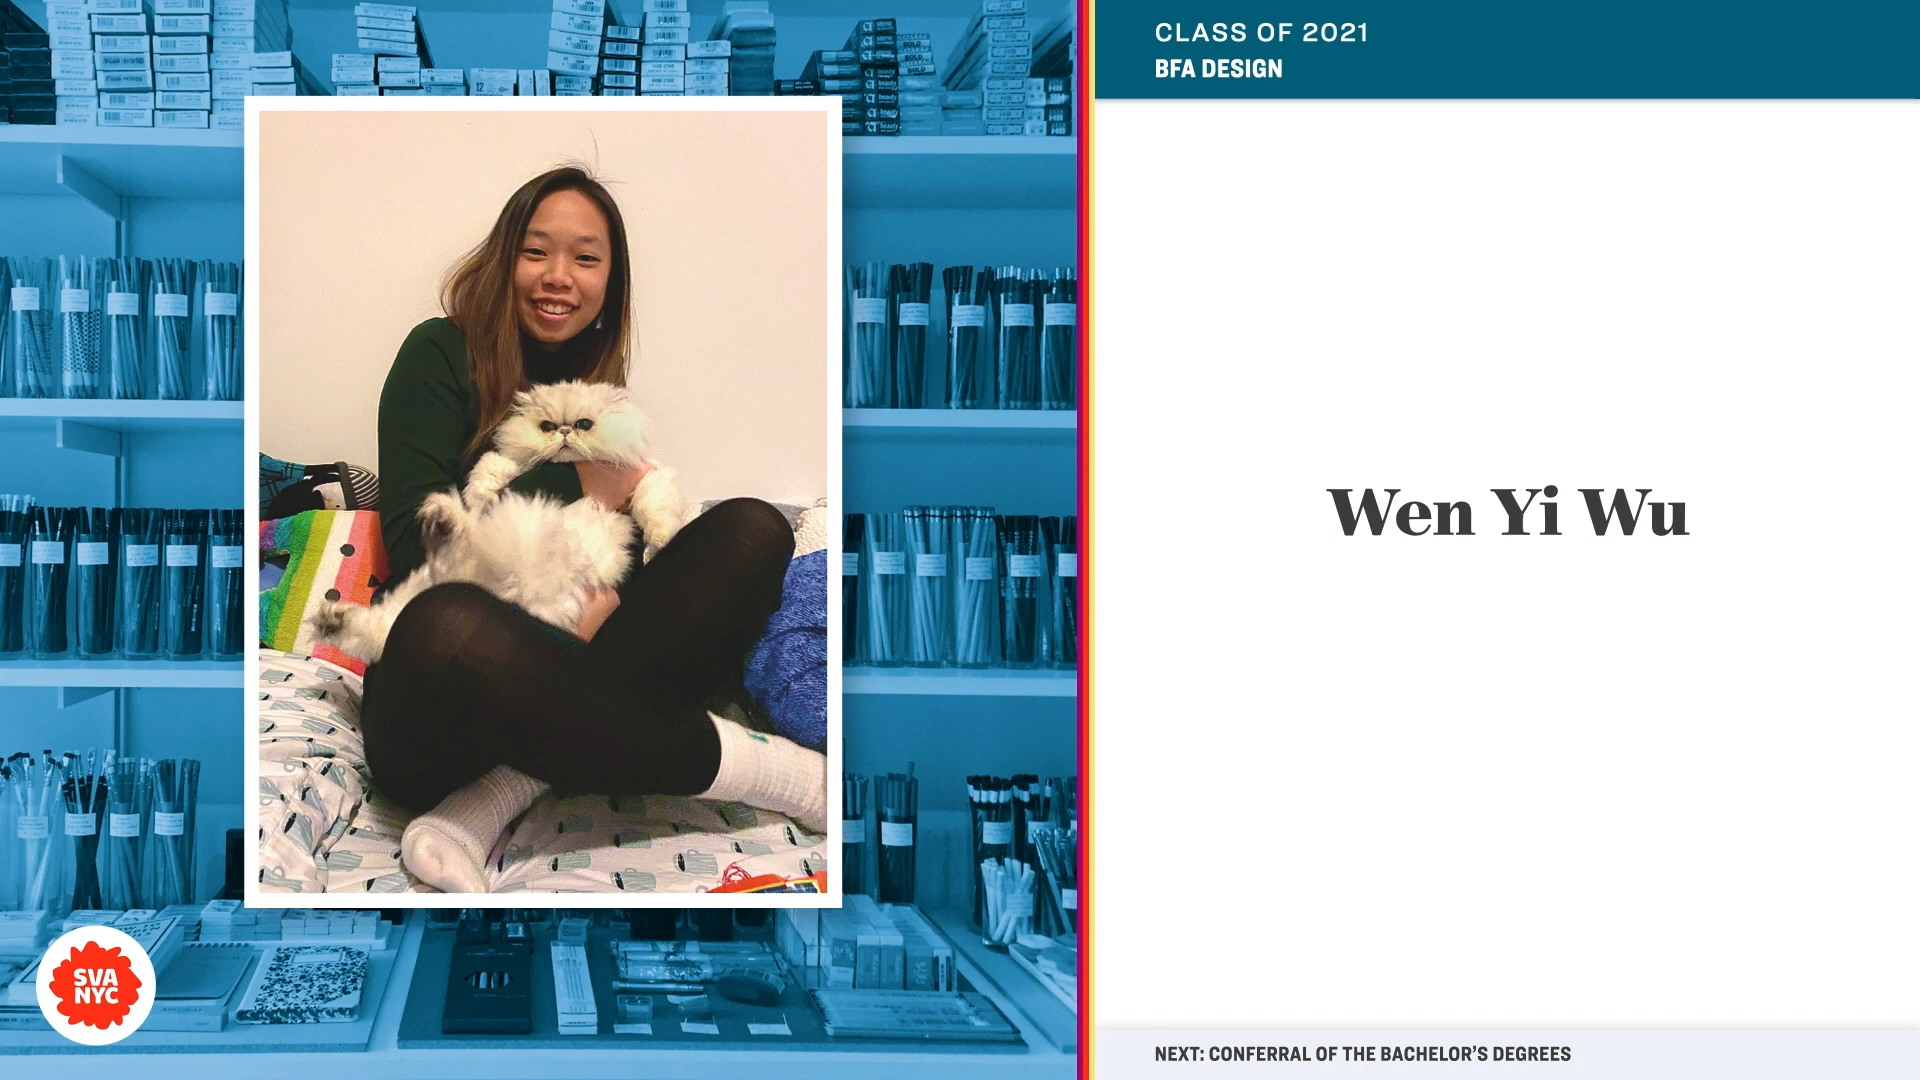 CLASS OF 2021
BFA DESIGN
Wen Yi Wu
SVA
NYC
NEXT: CONFERRAL OF THE BACHELOR’S DEGREES